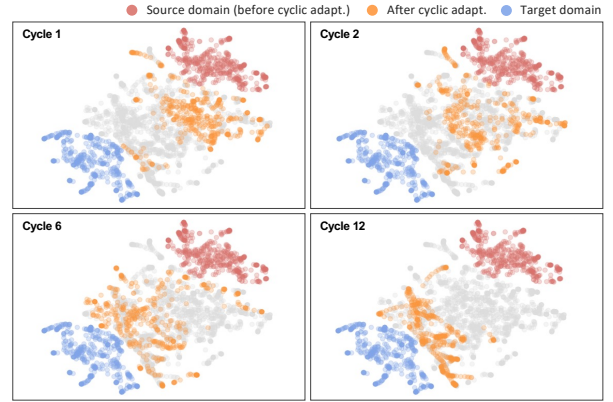 Source domain (before cyclic adapt.) After cyclic adapt. Target domain
Cycle 1
Cycle 2
Cycle 6
Cycle 12